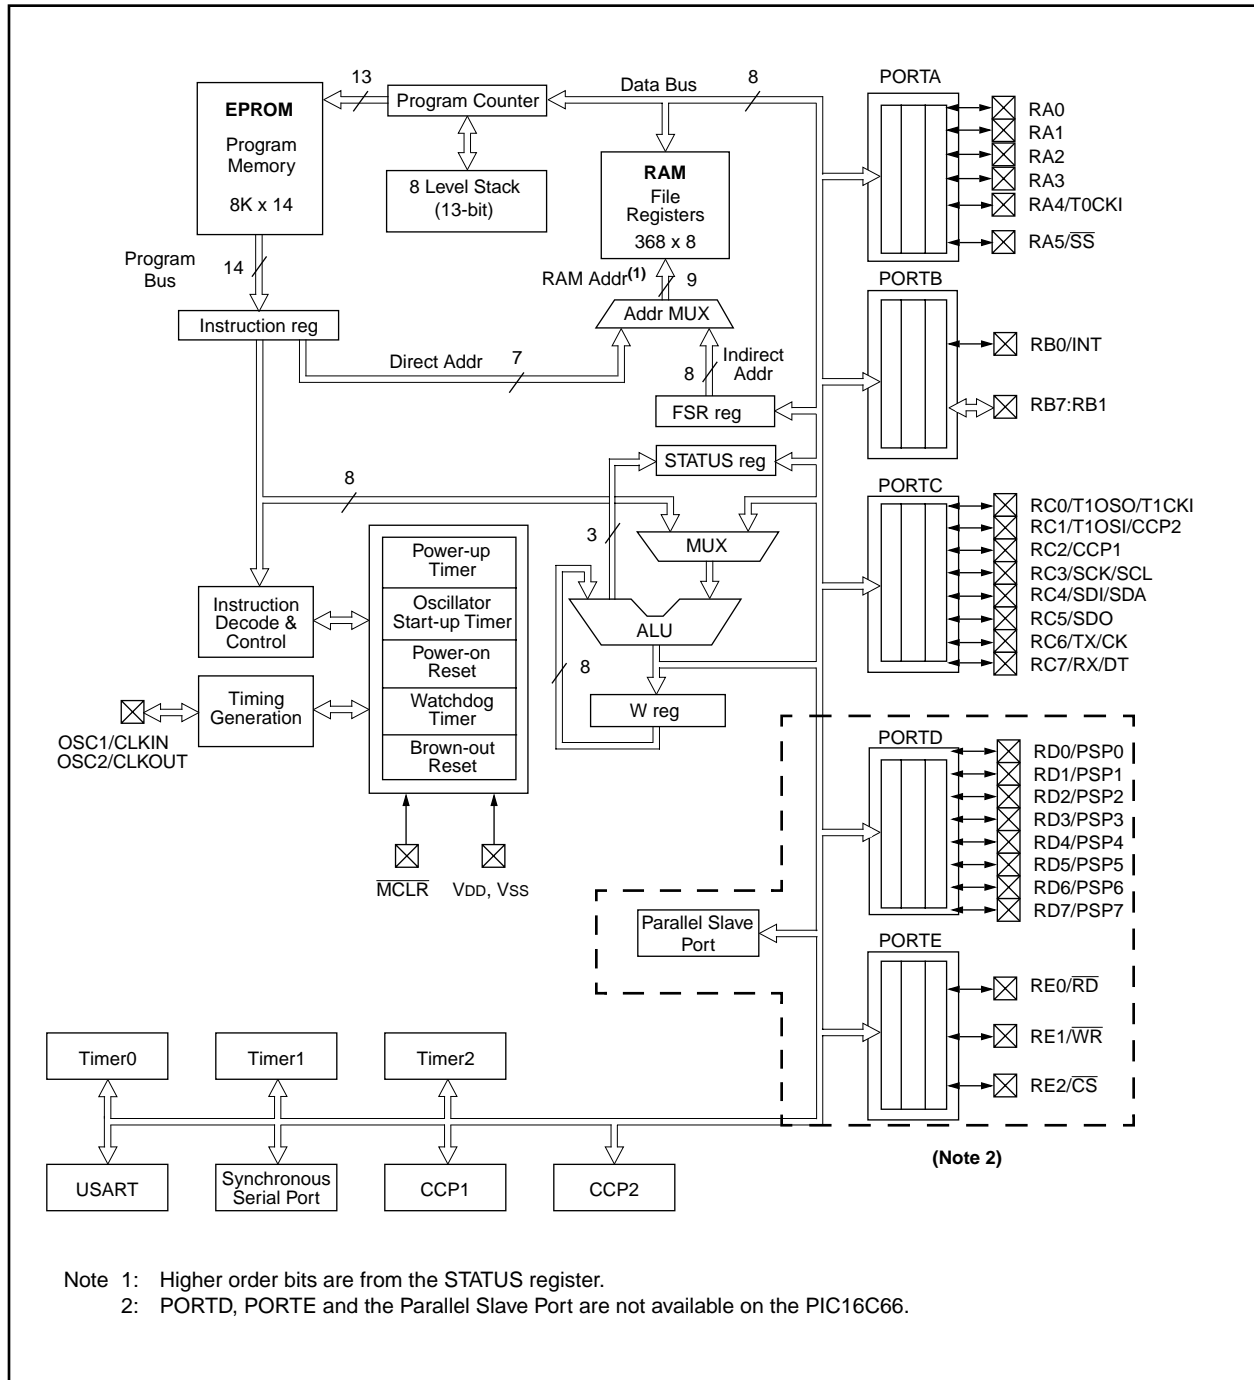 13
Data Bus
8
PORTA
EPROM
Program
Memory
8K x 14
Program Counter
8 Level Stack
(13-bit)
RAM
File
Registers
368 x 8
RA0
RA1
RA2
RA3
RA4/T0CKI
RA5/SS
Program
Bus
14
RAM Addr(1)
9
PORTB
Instruction reg
Addr MUX
RB0/INT
Direct Addr
7
8
Indirect
Addr
FSR reg
RB7:RB1
STATUS reg
8
PORTC
3
MUX
RC0/T1OSO/T1CKI
RC1/T1OSI/CCP2
RC2/CCP1
RC3/SCK/SCL
RC4/SDI/SDA
RC5/SDO
RC6/TX/CK
RC7/RX/DT
Power-up
Timer
Oscillator
Start-up Timer
Power-on
Reset
Watchdog
Timer
Brown-out
Reset
Instruction
Decode &
Control
ALU
8
W reg
Timing
Generation
OSC1/CLKIN
OSC2/CLKOUT
MCLR
VDD, VSS
PORTD
RD0/PSP0
RD1/PSP1
RD2/PSP2
RD3/PSP3
RD4/PSP4
RD5/PSP5
RD6/PSP6
RD7/PSP7
Parallel Slave
Port
PORTE
RE0/RD
RE1/WR
RE2/CS
(Note 2)
Timer0
Timer1
Timer2
USART
Synchronous
Serial Port
CCP1
CCP2
Note 1: Higher order bits are from the STATUS register.
2: PORTD, PORTE and the Parallel Slave Port are not available on the PIC16C66.